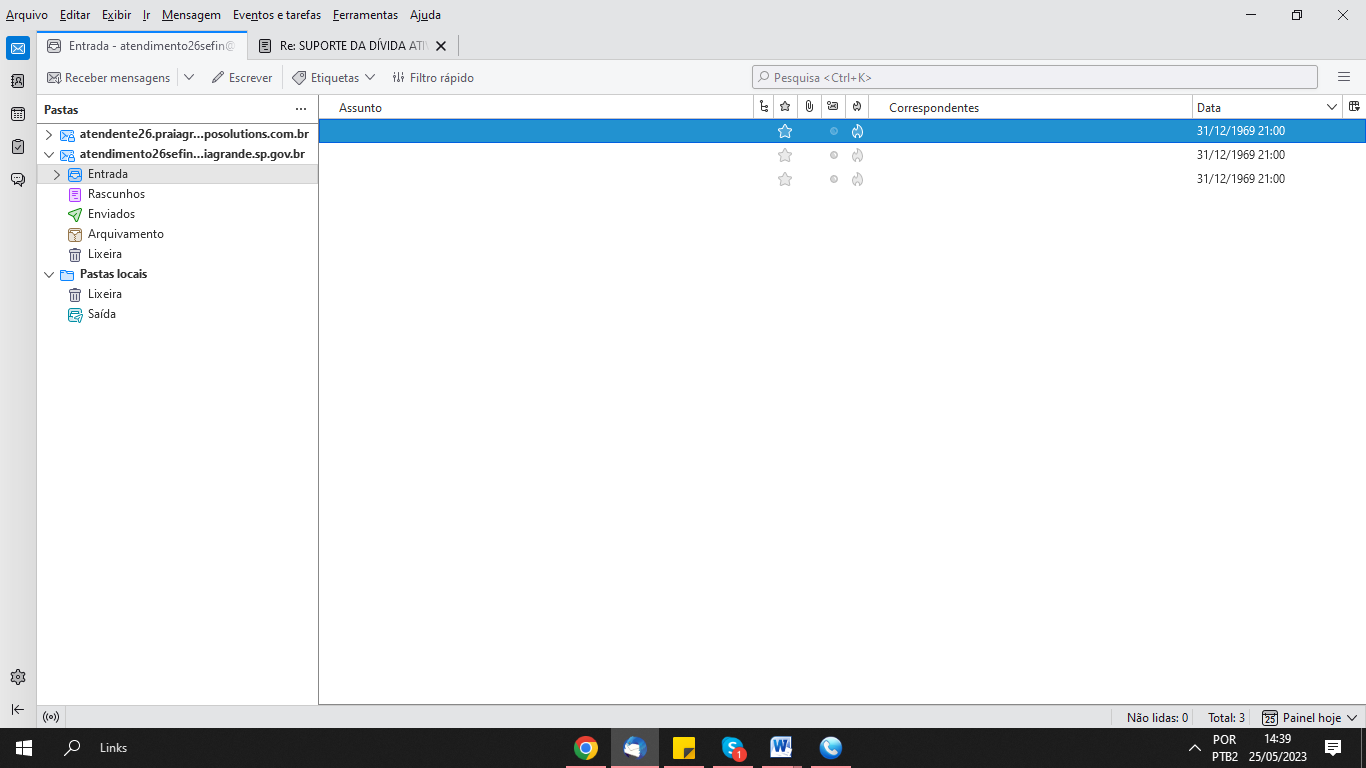 Arquivo Editar Exibir Ir Mensagem Eventos e tarefas Ferramentas Ajuda
Entrada - atendimento26sefin@ Re: SUPORTE DA DÍVIDA ATIV
Receber mensagens Escrever Etiquetas Filtro rápido Pesquisa <Ctrl+K>
Pastas ...
Assunto Correspondentes Data
atendente26.praiagr...posolutions.com.br
31/12/1969 21:00
atendimento26sefin...iagrande.sp.gov.br
31/12/1969 21:00
Entrada
31/12/1969 21:00
Rascunhos
Enviados
Arquivamento
Lixeira
Pastas locais
Lixeira
Saída
Não lidas: 0 Total: 3 25 Painel hoje
Links
1
POR
PTB2
14:39
25/05/2023